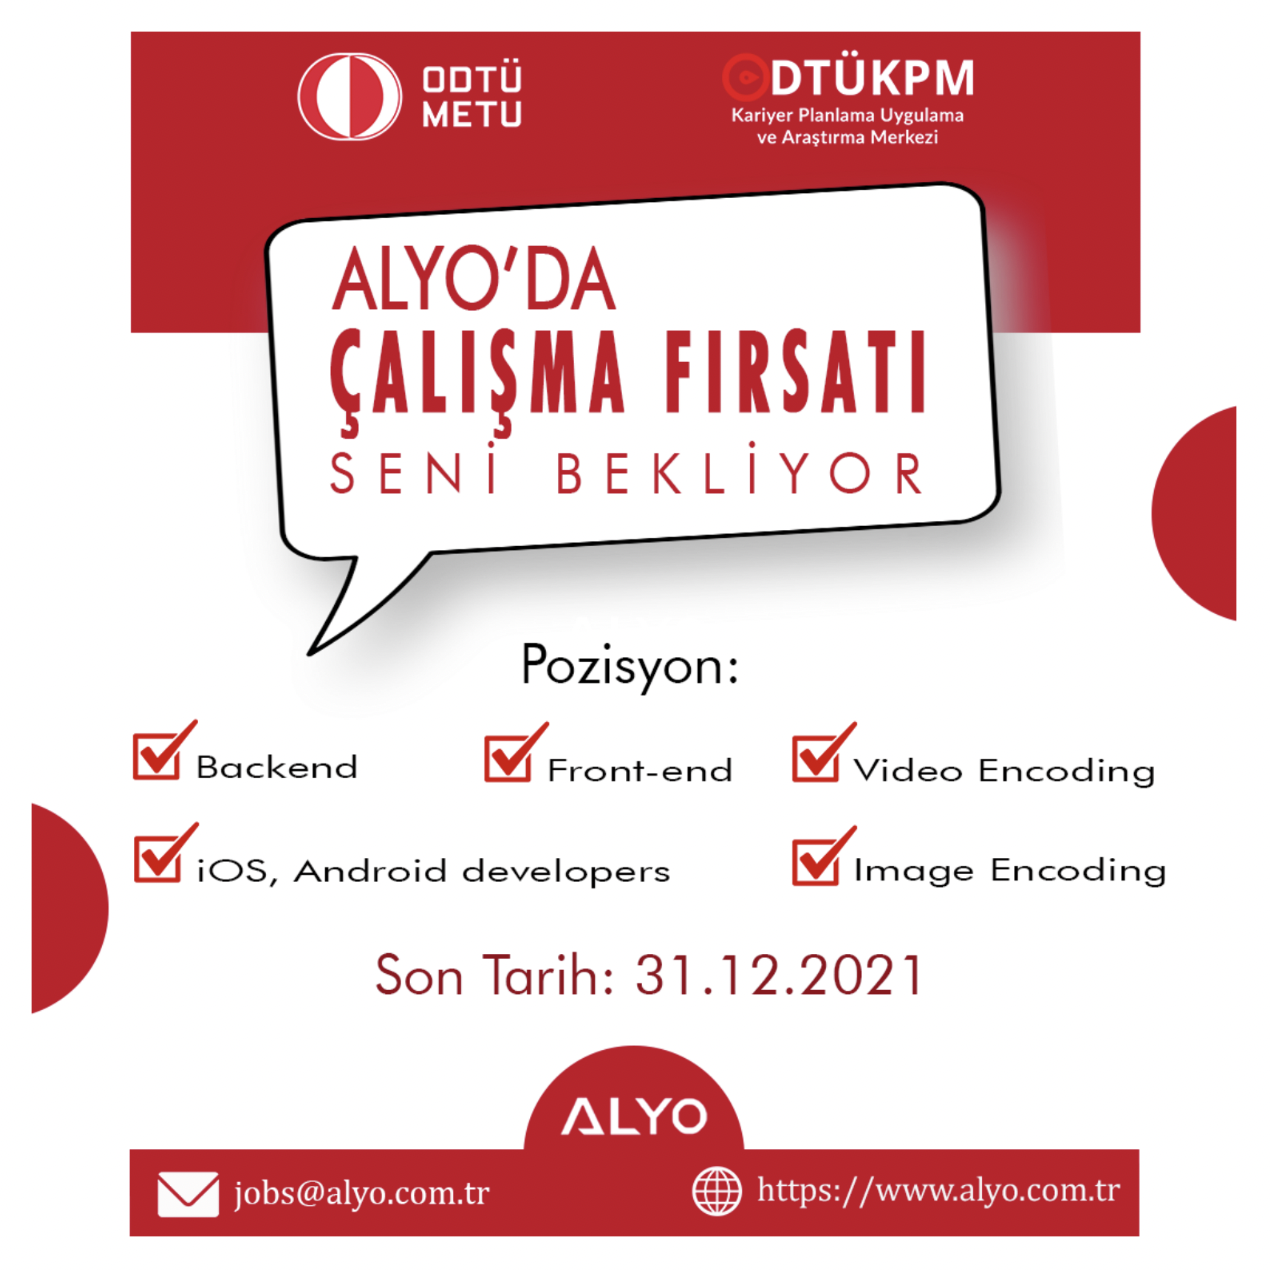 ODTÜ
METU
ODTÜKPM
Kariyer Planlama Uygulama
ve Araştırma Merkezi
ALYO'DA
ÇALIŞMA FIRSATI
SENİ BEKLİYOR
Pozisyon:
Backend
Front-end
Video Encoding
iOS, Android developers
Image Encoding
Son Tarih: 31.12.2021
ALYO
jobs@alyo.com.tr
https://www.alyo.com.tr